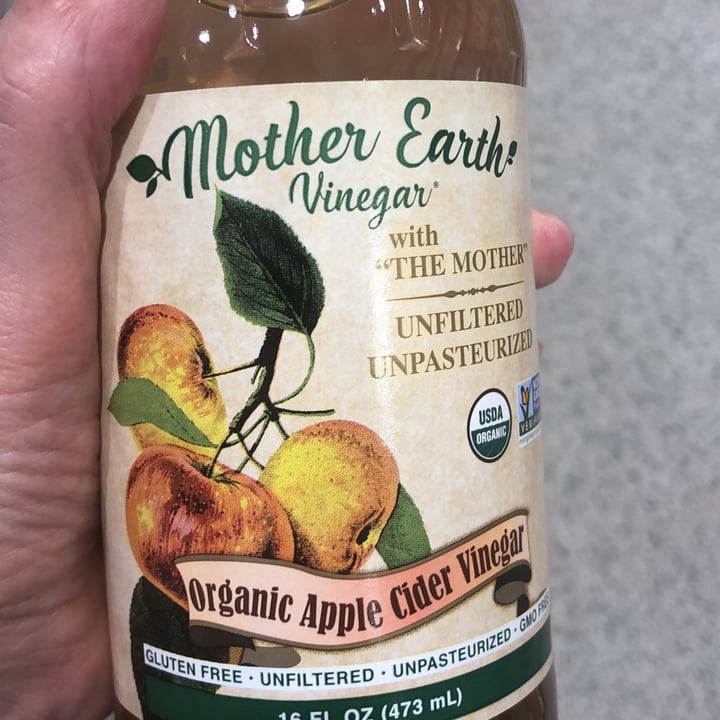 Mother Earth
Vinegar®
with
"THE MOTHER"
UNFILTERED
UNPASTEURIZED
USDA
ORGANIC
Organic Apple Cider Vinegar
GLUTEN FREE · UNFILTERED · UNPASTEURIZED · GMO FREE
16 FL OZ (473 mL)